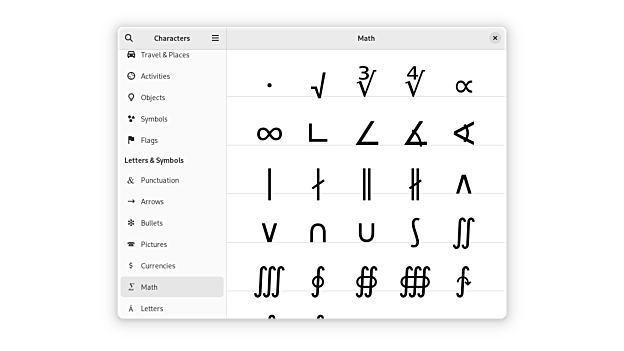 Characters
Math
Travel & Places
Activities
Objects
Symbols
Flags
Letters & Symbols
& Punctuation
→ Arrows
✻ Bullets
☎ Pictures
$ Currencies
Σ Math
Á Letters
∙ √ ∛ ∜ ∝
∞ ∟ ∠ ∡ ∢
∣ ∤ ∥ ∦ ∧
∨ ∩ ∪ ∫ ∬
∭ ∮ ∯ ∰ ∱